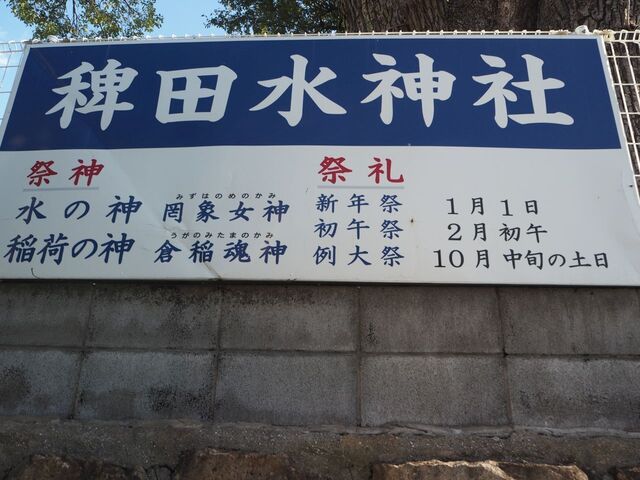 稗田水神社
祭神
祭礼
みずはのめのかみ
水の神 罔象女神 新年祭 1月1日
初午祭 2月初午
うがのみたまのかみ
稲荷の神 倉稲魂神 例大祭 10月中旬の土日